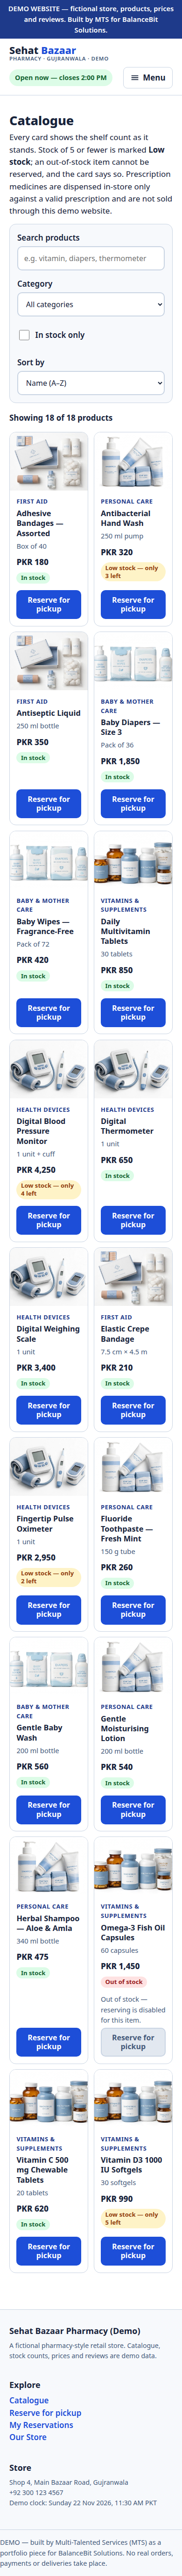 DEMO WEBSITE — fictional store, products, prices
and reviews. Built by MTS for BalanceBit
Solutions.
Sehat Bazaar
PHARMACY · GUJRANWALA · DEMO
Open now — closes 2:00 PM
Menu
Catalogue
Every card shows the shelf count as it
stands. Stock of 5 or fewer is marked Low
stock; an out-of-stock item cannot be
reserved, and the card says so. Prescription
medicines are dispensed in-store only
against a valid prescription and are not sold
through this demo website.
Search products
e.g. vitamin, diapers, thermometer
Category
All categories
In stock only
Sort by
Name (A–Z)
Showing 18 of 18 products
FIRST AID
Adhesive
Bandages —
Assorted
Box of 40
PKR 180
In stock
Reserve for
pickup
PERSONAL CARE
Antibacterial
Hand Wash
250 ml pump
PKR 320
Low stock — only
3 left
Reserve for
pickup
FIRST AID
Antiseptic Liquid
250 ml bottle
PKR 350
In stock
Reserve for
pickup
BABY & MOTHER
CARE
Baby Diapers —
Size 3
Pack of 36
PKR 1,850
In stock
Reserve for
pickup
BABY & MOTHER
CARE
Baby Wipes —
Fragrance-Free
Pack of 72
PKR 420
In stock
Reserve for
pickup
VITAMINS &
SUPPLEMENTS
Daily
Multivitamin
Tablets
30 tablets
PKR 850
In stock
Reserve for
pickup
HEALTH DEVICES
Digital Blood
Pressure
Monitor
1 unit + cuff
PKR 4,250
Low stock — only
4 left
Reserve for
pickup
HEALTH DEVICES
Digital
Thermometer
1 unit
PKR 650
In stock
Reserve for
pickup
HEALTH DEVICES
Digital Weighing
Scale
1 unit
PKR 3,400
In stock
Reserve for
pickup
FIRST AID
Elastic Crepe
Bandage
7.5 cm × 4.5 m
PKR 210
In stock
Reserve for
pickup
HEALTH DEVICES
Fingertip Pulse
Oximeter
1 unit
PKR 2,950
Low stock — only
2 left
Reserve for
pickup
PERSONAL CARE
Fluoride
Toothpaste —
Fresh Mint
150 g tube
PKR 260
In stock
Reserve for
pickup
BABY & MOTHER
CARE
Gentle Baby
Wash
200 ml bottle
PKR 560
In stock
Reserve for
pickup
PERSONAL CARE
Gentle
Moisturising
Lotion
200 ml bottle
PKR 540
In stock
Reserve for
pickup
PERSONAL CARE
Herbal Shampoo
— Aloe & Amla
340 ml bottle
PKR 475
In stock
Reserve for
pickup
VITAMINS &
SUPPLEMENTS
Omega-3 Fish Oil
Capsules
60 capsules
PKR 1,450
Out of stock
Out of stock —
reserving is disabled
for this item.
Reserve for
pickup
VITAMINS &
SUPPLEMENTS
Vitamin C 500
mg Chewable
Tablets
20 tablets
PKR 620
In stock
Reserve for
pickup
VITAMINS &
SUPPLEMENTS
Vitamin D3 1000
IU Softgels
30 softgels
PKR 990
Low stock — only
5 left
Reserve for
pickup
Sehat Bazaar Pharmacy (Demo)
A fictional pharmacy-style retail store. Catalogue,
stock counts, prices and reviews are demo data.
Explore
Catalogue
Reserve for pickup
My Reservations
Our Store
Store
Shop 4, Main Bazaar Road, Gujranwala
+92 300 123 4567
Demo clock: Sunday 22 Nov 2026, 11:30 AM PKT
DEMO — built by Multi-Talented Services (MTS) as a
portfolio piece for BalanceBit Solutions. No real orders,
payments or deliveries take place.